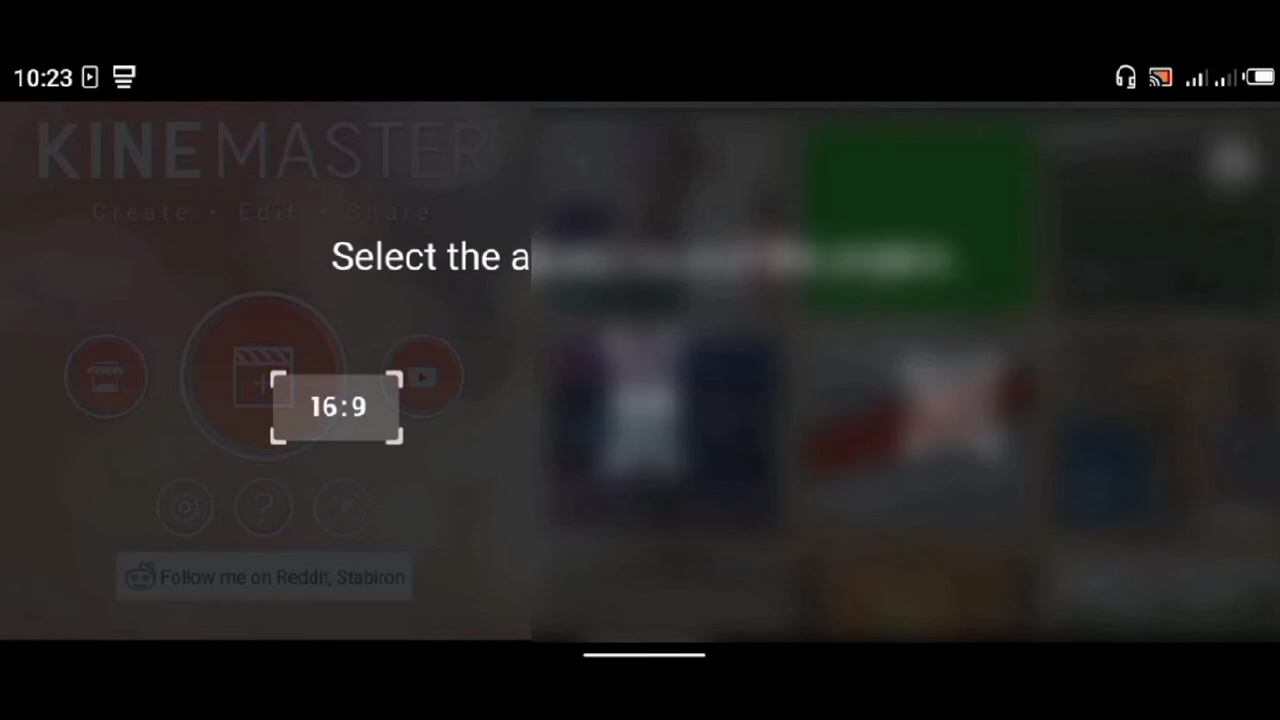 10:23
KINEMASTER
Create • Edit • Share
Select the a
16:9
?
Follow me on Reddit, Stabiron